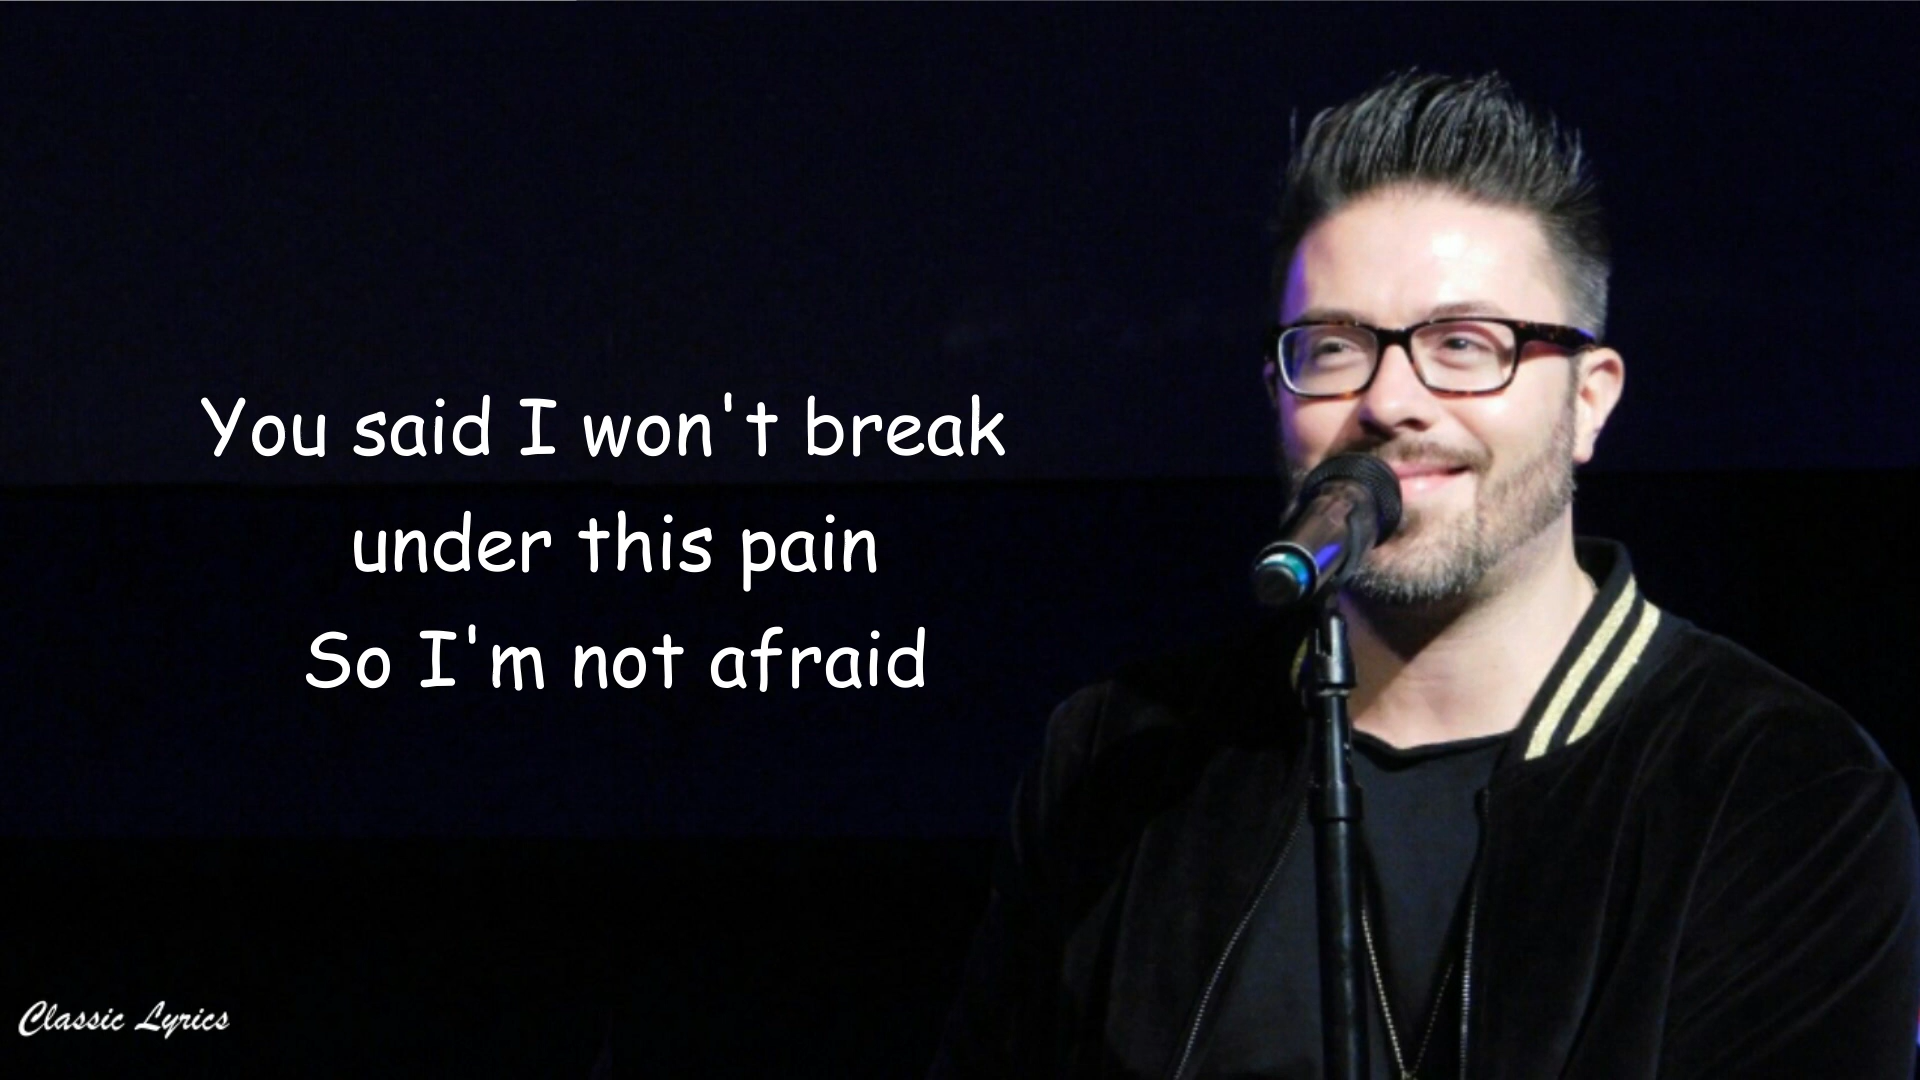 You said I won't break
under this pain
So I'm not afraid
Classic Lyrics